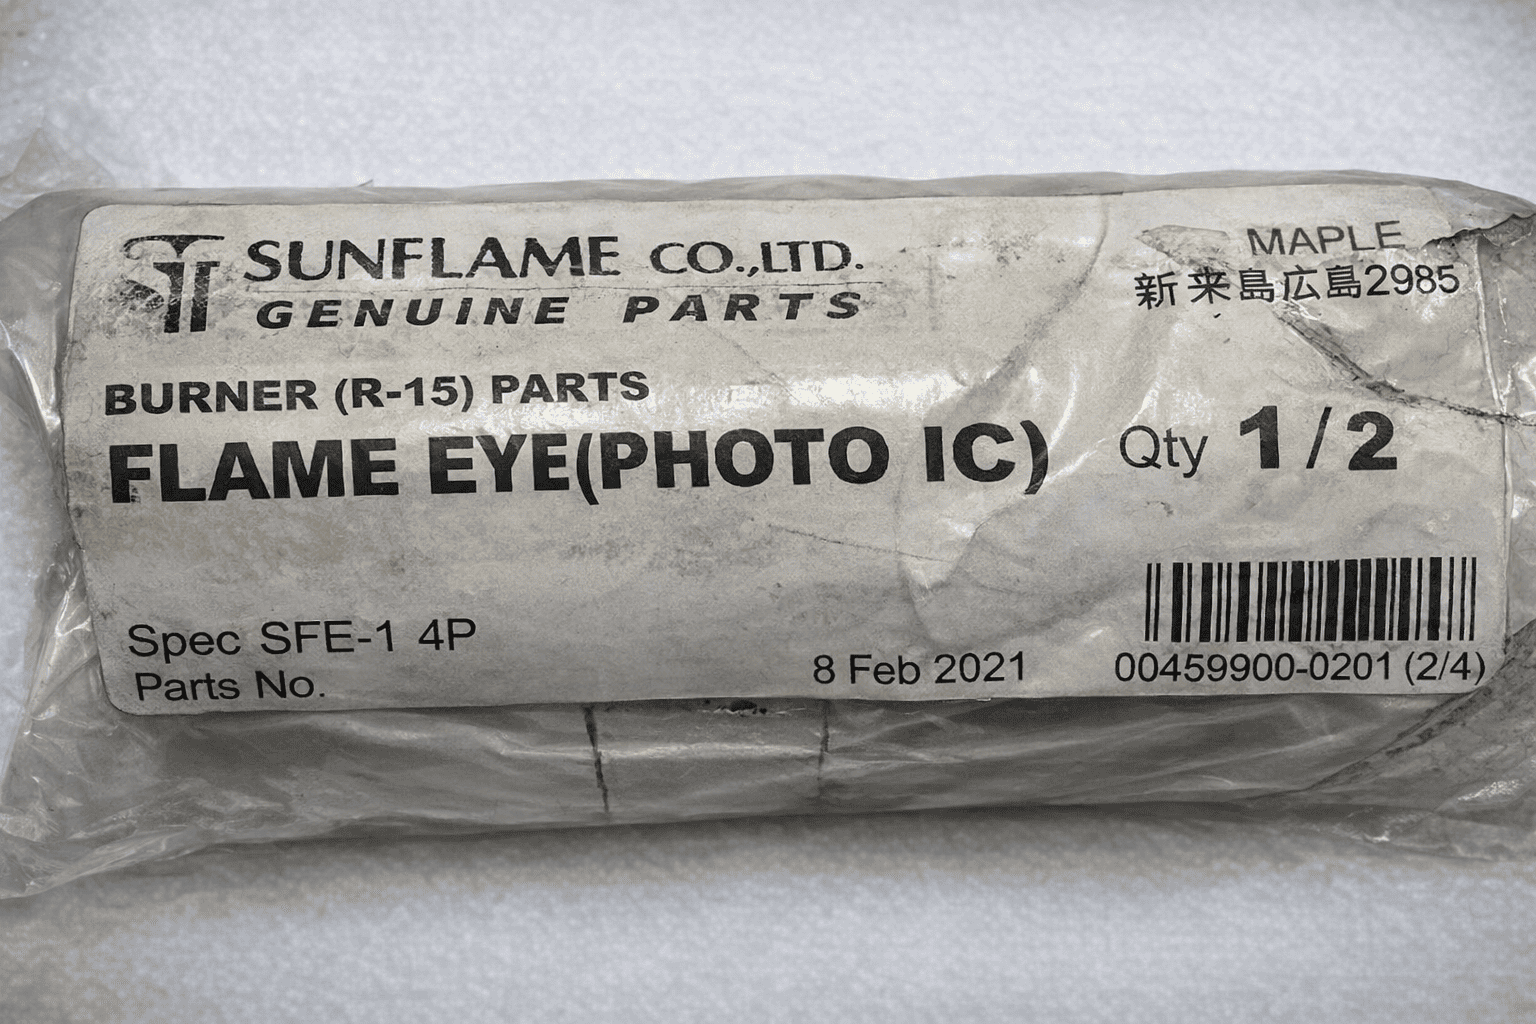 SUNFLAME CO.,LTD.
GENUINE PARTS
MAPLE
新来島広島2985
BURNER (R-15) PARTS
FLAME EYE(PHOTO IC) Qty 1/2
Spec SFE-1 4P
Parts No.
8 Feb 2021
00459900-0201 (2/4)